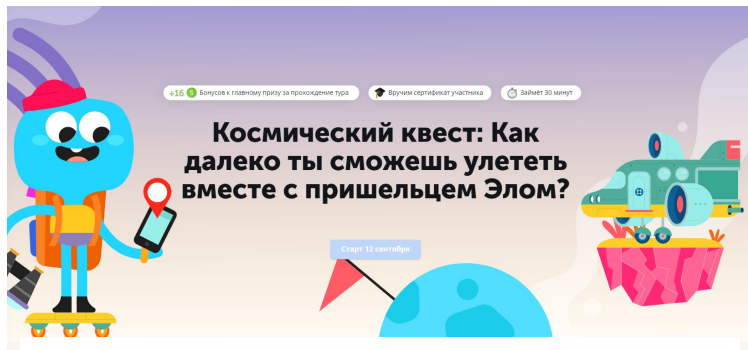 +16 Бонусов к главному призу за прохождение тура
Вручим сертификат участника
Займёт 30 минут
Космический квест: Как
далеко ты сможешь улететь
вместе с пришельцем Элом?
Старт 12 сентября